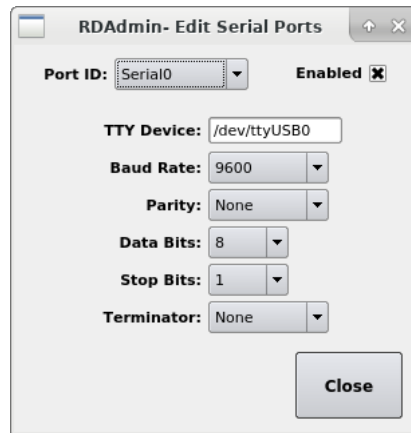 RDAdmin- Edit Serial Ports
Port ID: Serial0 Enabled
TTY Device: /dev/ttyUSB0
Baud Rate: 9600
Parity: None
Data Bits: 8
Stop Bits: 1
Terminator: None
Close